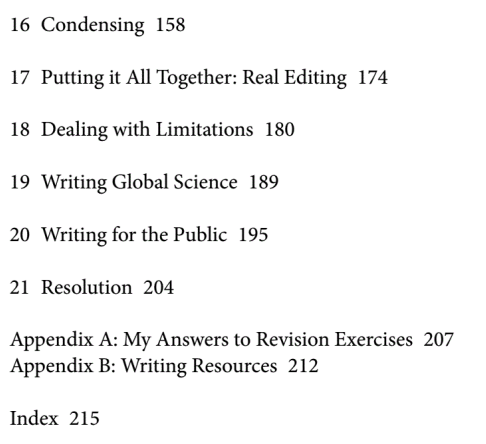 16 Condensing 158
17 Putting it All Together: Real Editing 174
18 Dealing with Limitations 180
19 Writing Global Science 189
20 Writing for the Public 195
21 Resolution 204
Appendix A: My Answers to Revision Exercises 207
Appendix B: Writing Resources 212
Index 215